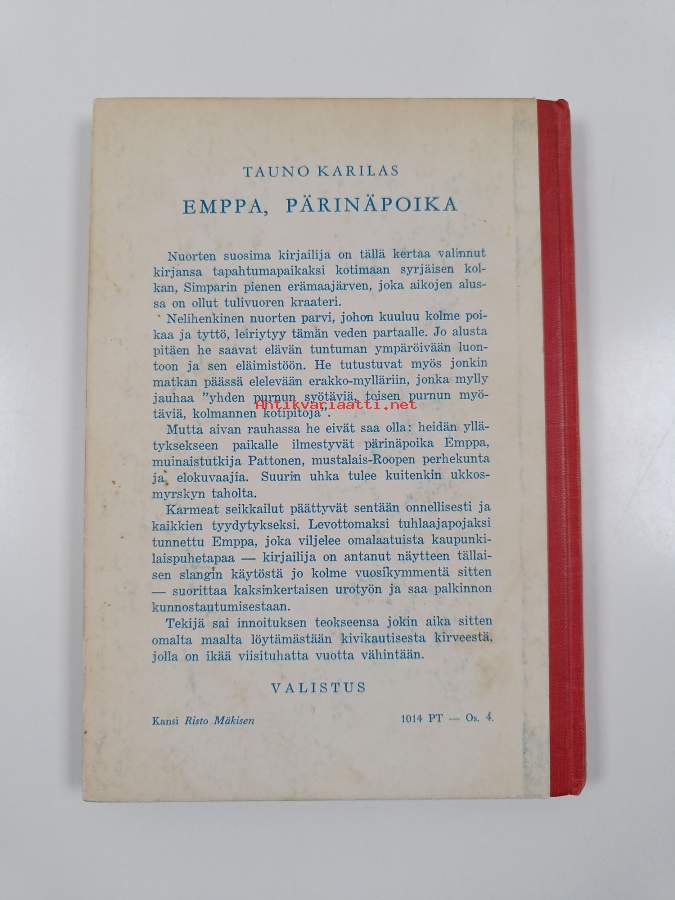 TAUNO KARILAS
EMPPA, PÄRINÄPOIKA
Nuorten suosima kirjailija on tällä kertaa valinnut
kirjansa tapahtumapaikaksi kotimaan syrjäisen kol-
kan, Simparin pienen erämaajärven, joka aikojen alus-
sa on ollut tulivuoren kraateri.
Nelihenkinen nuorten parvi, johon kuuluu kolme poi-
kaa ja tyttö, leiriytyy tämän veden partaalle. Jo alusta
pitäen he saavat elävän tuntuman ympäröivään luon-
toon ja sen eläimistöön. He tutustuvat myös jonkin
matkan päässä elelevään erakko-mylläriin, jonka mylly
jauhaa "yhden purnun syötäviä, toisen purnun myö-
Antikvariaatti.net
täviä, kolmannen kotipitoja".
Mutta aivan rauhassa he eivät saa olla: heidän yllä-
tyksekseen paikalle ilmestyvät pärinäpoika Emppa,
muinaistutkija Pattonen, mustalais-Roopen perhekunta
ja elokuvaajia. Suurin uhka tulee kuitenkin ukkos-
myrskyn taholta.
Karmeat seikkailut päättyvät sentään onnellisesti ja
kaikkien tyydytykseksi. Levottomaksi tuhlaajapojaksi
tunnettu Emppa, joka viljelee omalaatuista kaupunki-
laispuhetapaa — kirjailija on antanut näytteen tällai-
sen slangin käytöstä jo kolme vuosikymmentä sitten
— suorittaa kaksinkertaisen urotyön ja saa palkinnon
kunnostautumisestaan.
Tekijä sai innoituksen teokseensa jokin aika sitten
omalta maalta löytämästään kivikautisesta kirveestä,
jolla on ikää viisituhatta vuotta vähintään.
VALISTUS
Kansi Risto Mäkisen 1014 PT — Os. 4.